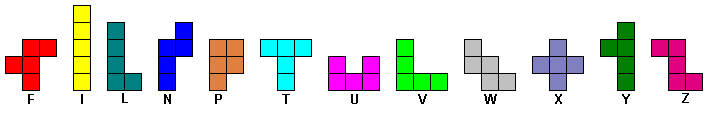 F I L N P T U V W X Y Z